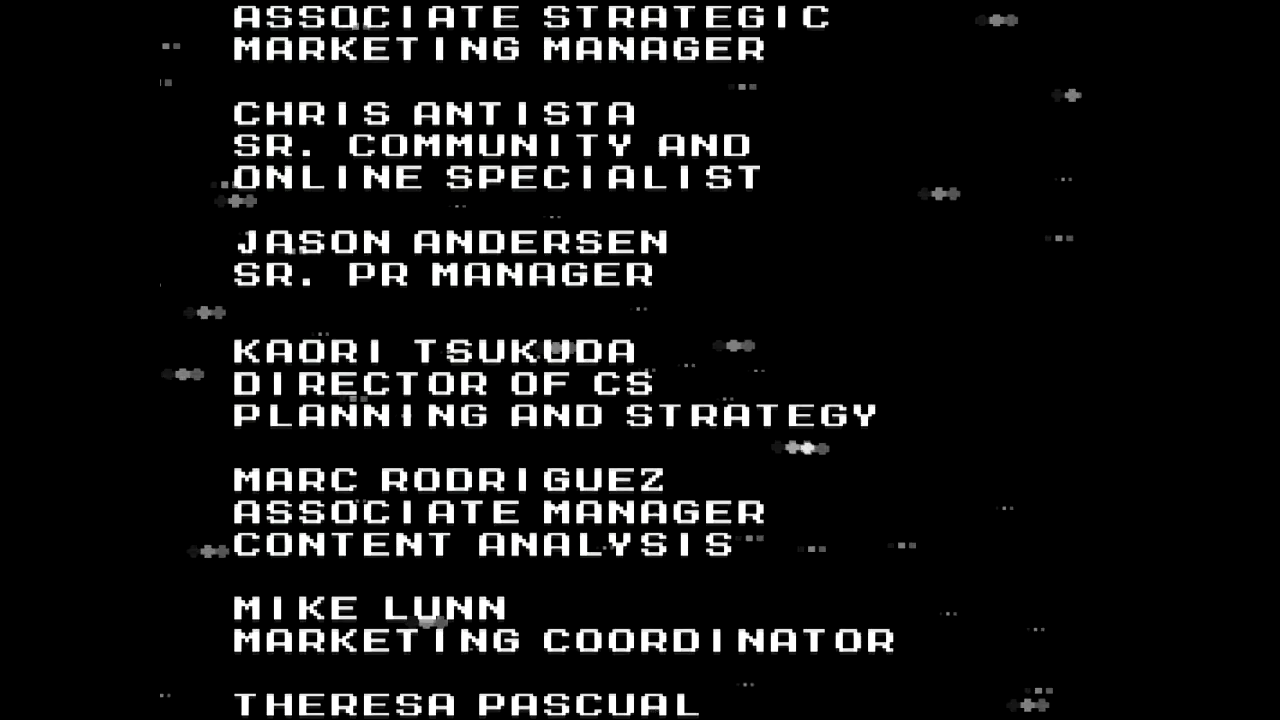 ASSOCIATE STRATEGIC
MARKETING MANAGER
CHRIS ANTISTA
SR. COMMUNITY AND
ONLINE SPECIALIST
JASON ANDERSEN
SR. PR MANAGER
KAORI TSUKUDA
DIRECTOR OF CS
PLANNING AND STRATEGY
MARC RODRIGUEZ
ASSOCIATE MANAGER
CONTENT ANALYSIS
MIKE LUNN
MARKETING COORDINATOR
THERESA PASCUAL